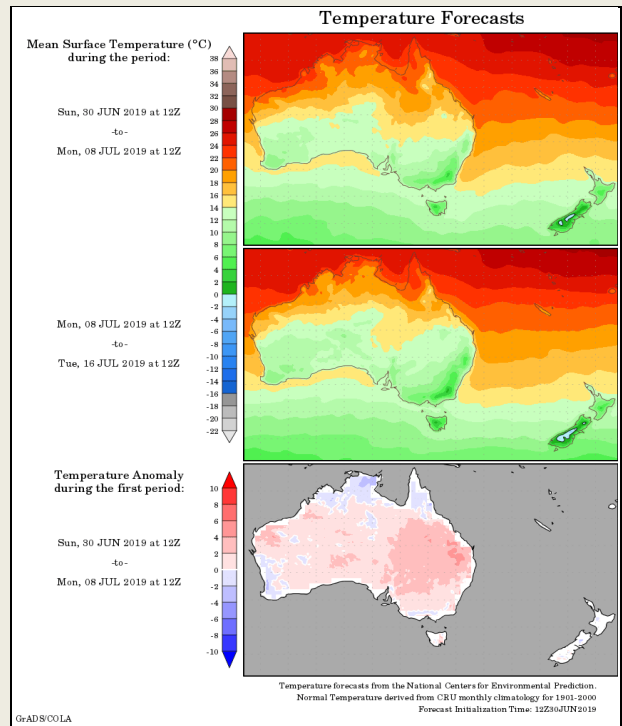 Temperature Forecasts
Mean Surface Temperature (°C)
during the period:
Sun, 30 JUN 2019 at 12Z
-to-
Mon, 08 JUL 2019 at 12Z
38
36
34
32
30
28
26
24
22
20
18
16
14
12
10
8
6
4
2
0
-2
-4
-6
-8
-10
-12
-14
-16
-17
-18
-20
-22
Mon, 08 JUL 2019 at 12Z
-to-
Tue, 16 JUL 2019 at 12Z
Temperature Anomaly
during the first period:
Sun, 30 JUN 2019 at 12Z
-to-
Mon, 08 JUL 2019 at 12Z
10
8
6
4
2
0
-2
-4
-6
-8
-10
Temperature forecasts from the National Centers for Environmental Prediction.
Normal Temperature derived from CRU monthly climatology for 1901-2000
Forecast Initialization Time: 12Z30JUN2019
GrADS/COLA